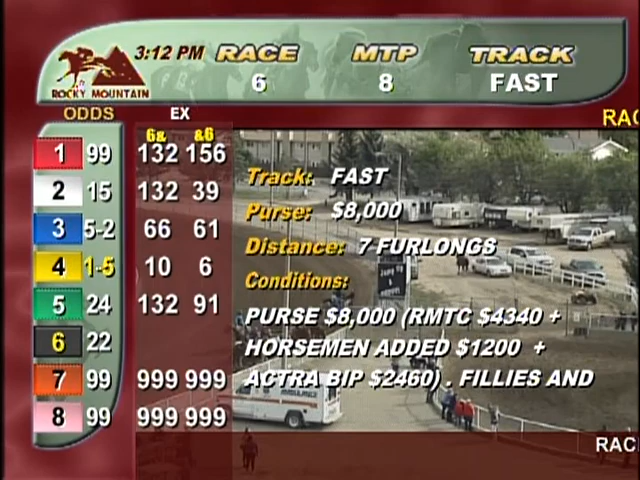 3:12 PM RACE MTP TRACK
6 8 FAST
ROCKY MOUNTAIN
ODDS EX
RAC
6& &6
1 99 132 156
2 15 132 39
3 5-2 66 61
4 1-5 10 6
5 24 132 91
6 22
7 99 999 999
8 99 999 999
Track: FAST
Purse: $8,000
Distance: 7 FURLONGS
Conditions:
PURSE $8,000 (RMTC $4340 +
HORSEMEN ADDED $1200 +
ACTRA BIP $2460) . FILLIES AND
AMBULANCE
RAC